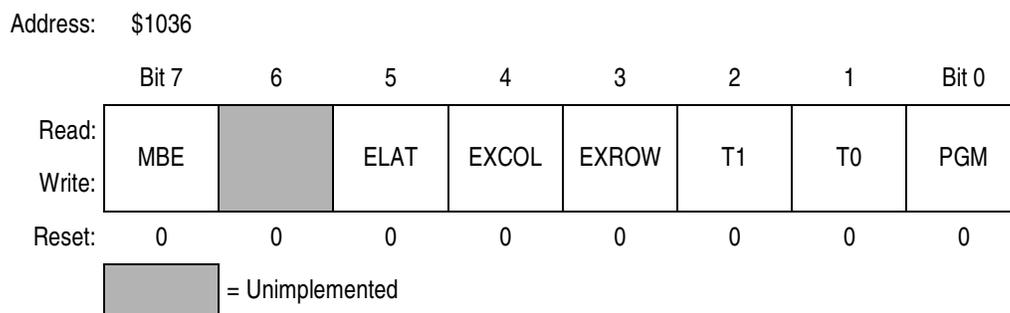 Address: $1036
Bit 7 6 5 4 3 2 1 Bit 0
Read:
MBE ELAT EXCOL EXROW T1 T0 PGM
Write:
Reset: 0 0 0 0 0 0 0 0
= Unimplemented